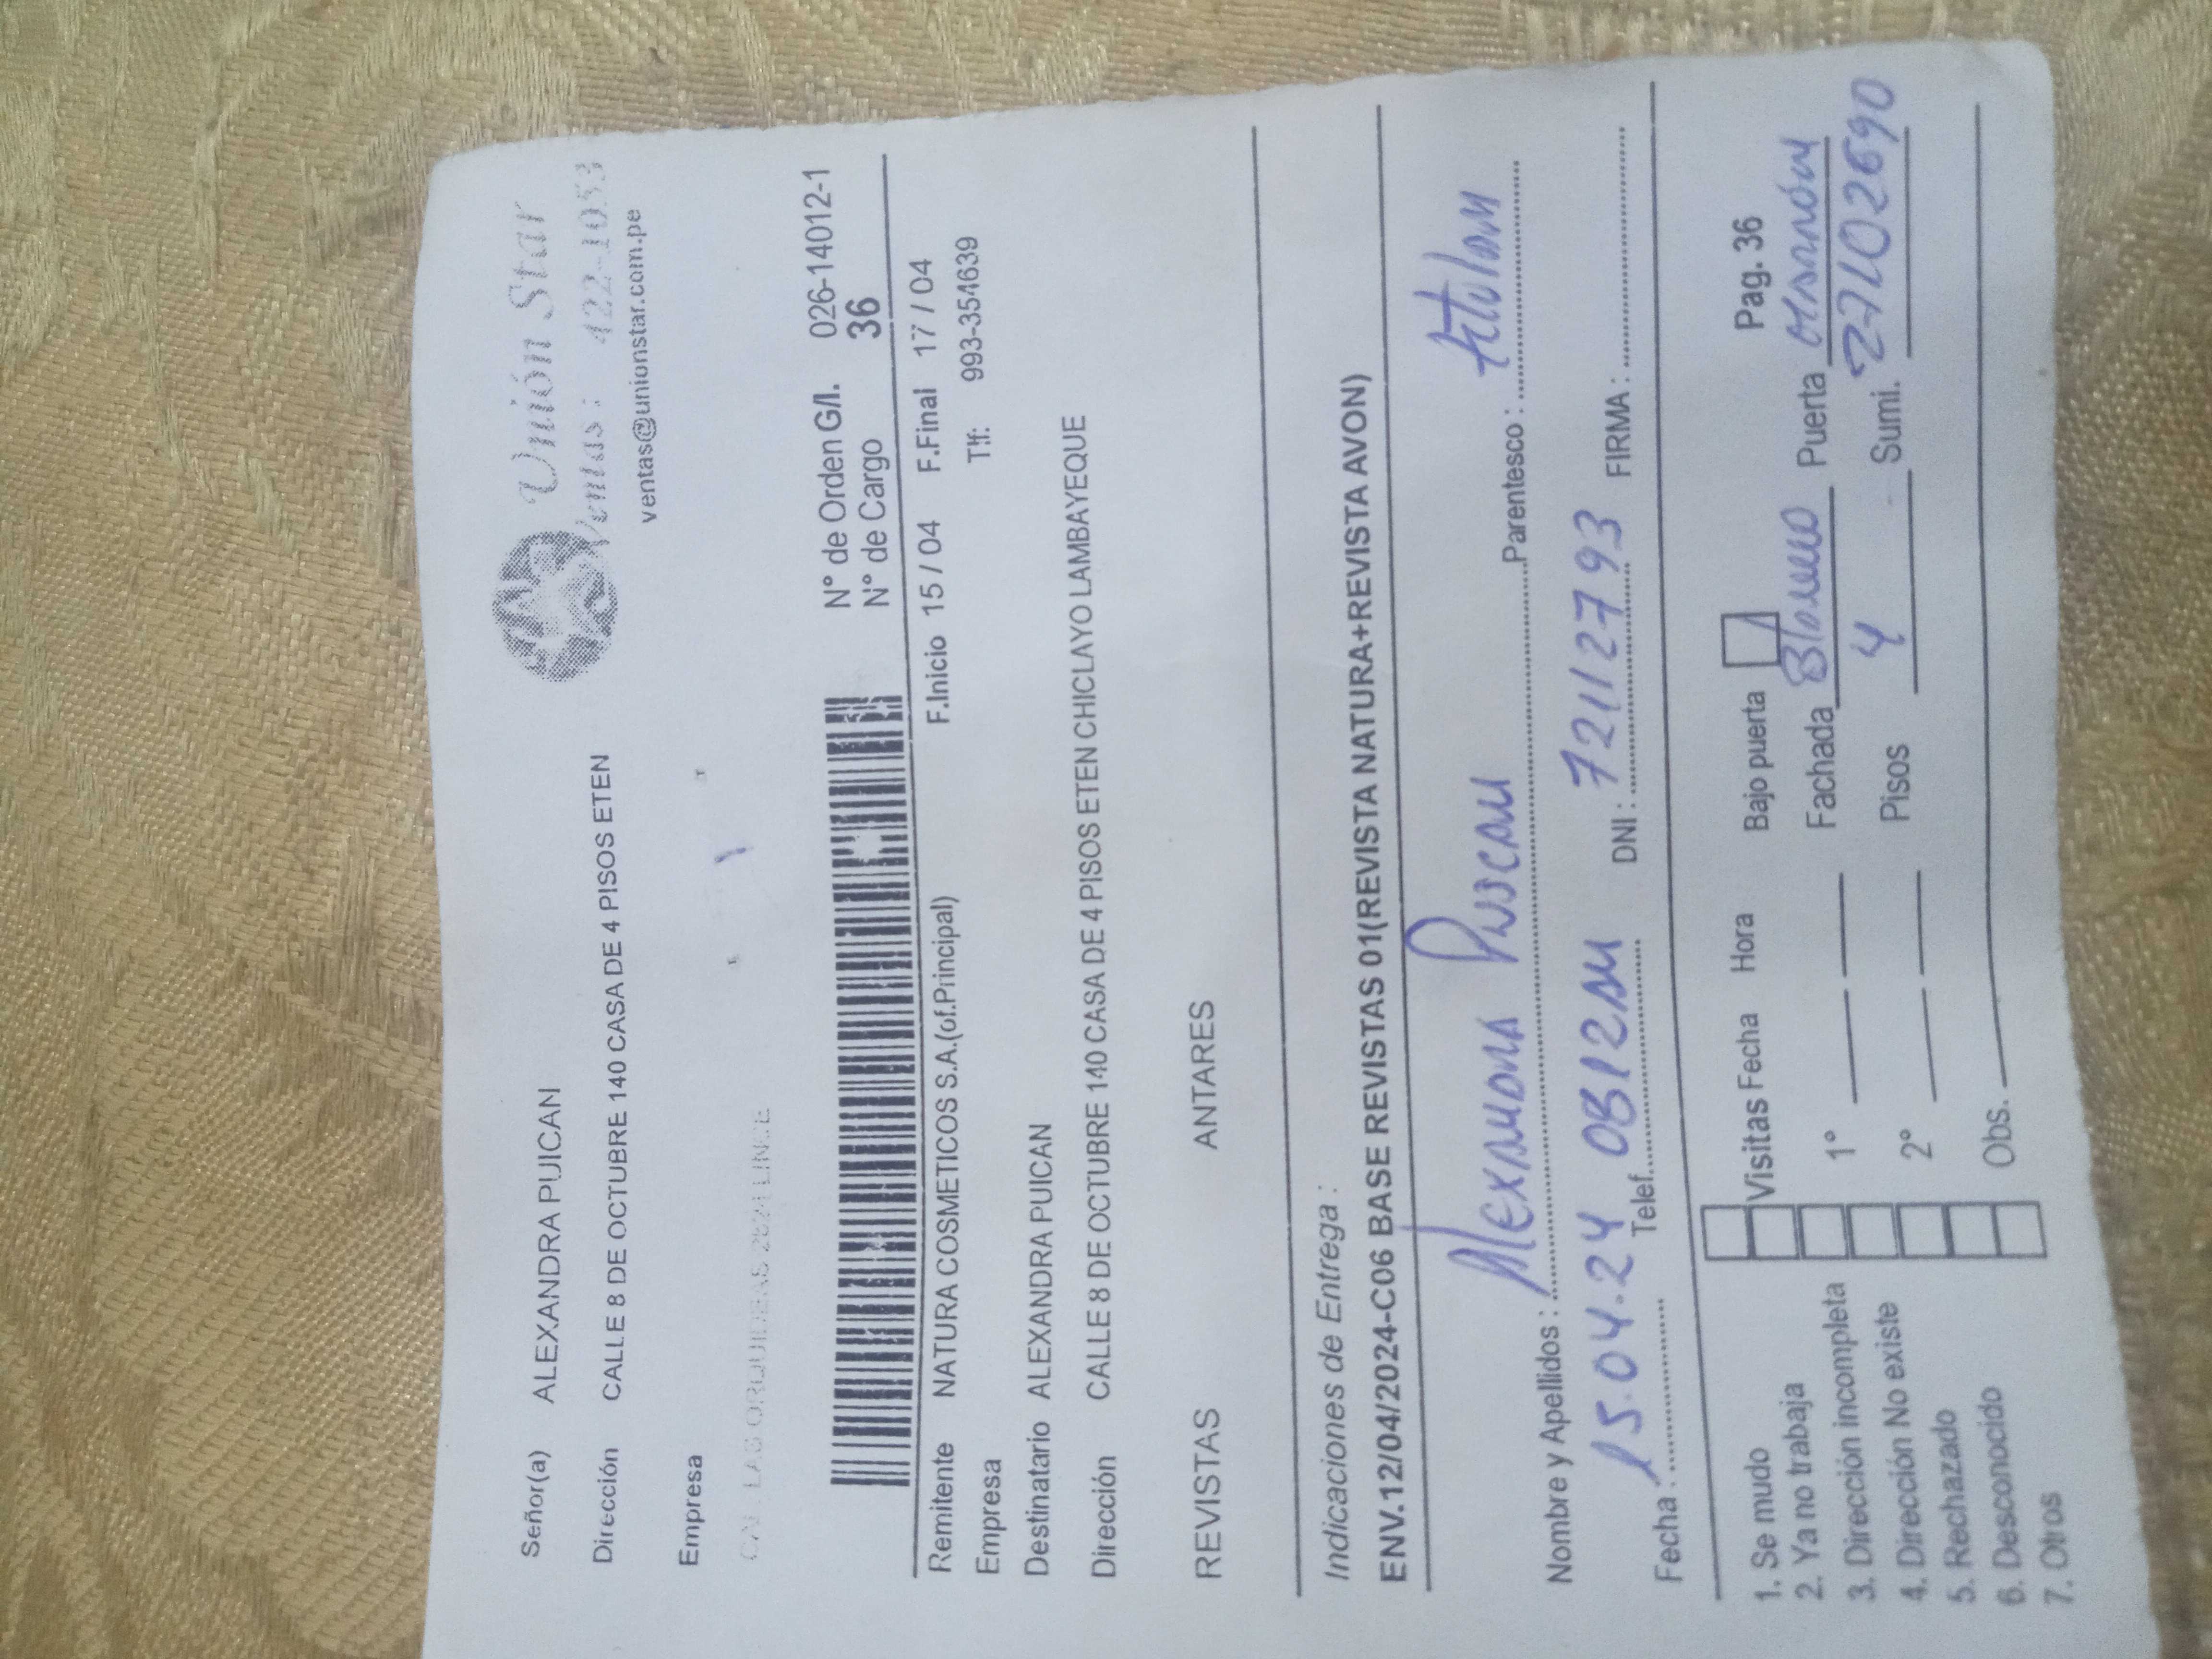 Unión Star
Ventas : 422-1053
ventas@unionstar.com.pe
Señor(a) ALEXANDRA PUICAN
Dirección CALLE 8 DE OCTUBRE 140 CASA DE 4 PISOS ETEN
Empresa
CAL LAS ORQUIDEAS LINCE
N° de Orden G/I. 026-14012-1
N° de Cargo 36
Remitente NATURA COSMETICOS S.A.(of.Principal) F.Inicio 15 / 04 F.Final 17 / 04
Empresa Tlf: 993-354639
Destinatario ALEXANDRA PUICAN
Dirección CALLE 8 DE OCTUBRE 140 CASA DE 4 PISOS ETEN CHICLAYO LAMBAYEQUE
REVISTAS ANTARES
Indicaciones de Entrega :
ENV.12/04/2024-C06 BASE REVISTAS 01(REVISTA NATURA+REVISTA AVON)
Nombre y Apellidos : Alexandra Puican Parentesco : titular
Fecha : 15.04.24 Telef. DNI : 72112793 FIRMA :
1. Se mudo
2. Ya no trabaja
3. Dirección incompleta
4. Dirección No existe
5. Rechazado
6. Desconocido
7. Otros
Visitas Fecha Hora
1°
2°
Obs.
Bajo puerta Pag. 36
Fachada Blanco Puerta Marrón
Pisos 4 Sumi. 27102690